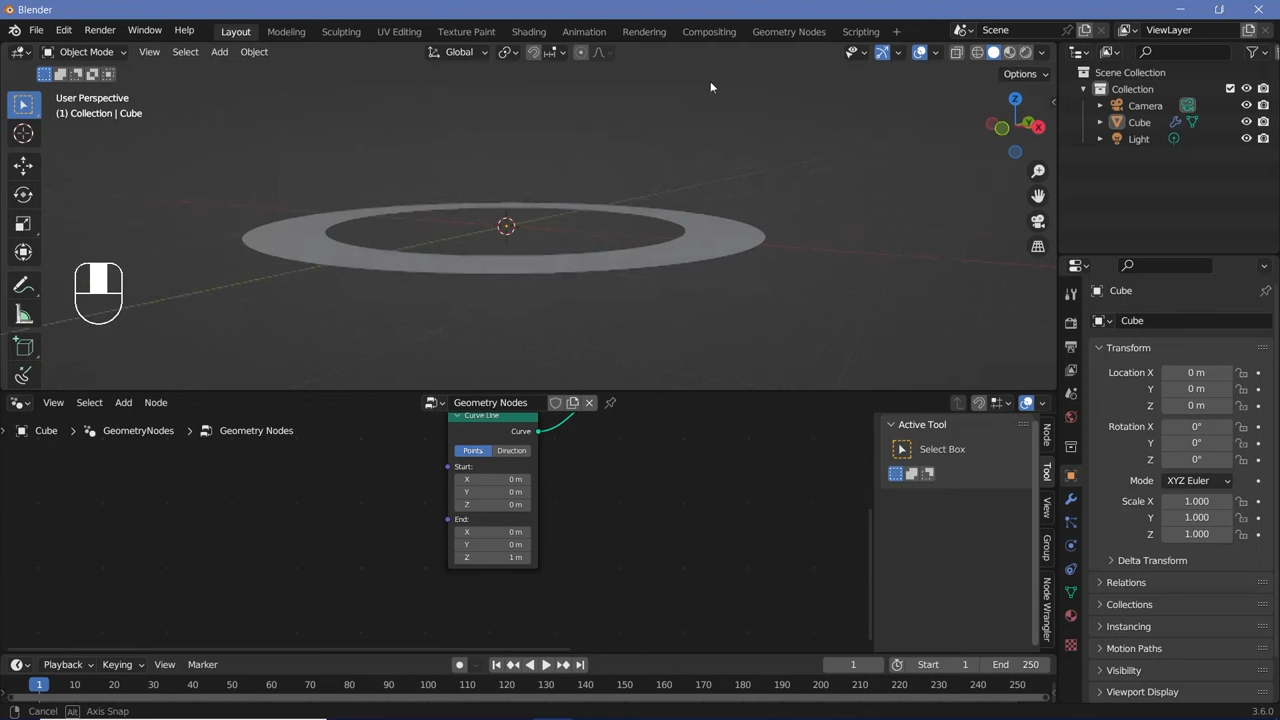 Blender
File Edit Render Window Help Layout Modeling Sculpting UV Editing Texture Paint Shading Animation Rendering Compositing Geometry Nodes Scripting + Scene ViewLayer
Object Mode View Select Add Object Global
Options
User Perspective
(1) Collection | Cube
Z
Y
X
Scene Collection
Collection
Camera
Cube
Light
Cube
Cube
Transform
Location X 0 m
Y 0 m
Z 0 m
Rotation X 0°
Y 0°
Z 0°
Mode XYZ Euler
Scale X 1.000
Y 1.000
Z 1.000
Delta Transform
Relations
Collections
Instancing
Motion Paths
Visibility
Viewport Display
View Select Add Node Geometry Nodes
Cube > GeometryNodes > Geometry Nodes
Curve Line
Curve
Points Direction
Start:
X 0 m
Y 0 m
Z 0 m
End:
X 0 m
Y 0 m
Z 1 m
Active Tool
Select Box
Node
Tool
View
Group
Node Wrangler
Playback Keying View Marker 1 Start 1 End 250
1 10 20 30 40 50 60 70 80 90 100 110 120 130 140 150 160 170 180 190 200 210 220 230 240 250
Cancel Alt Axis Snap 3.6.0